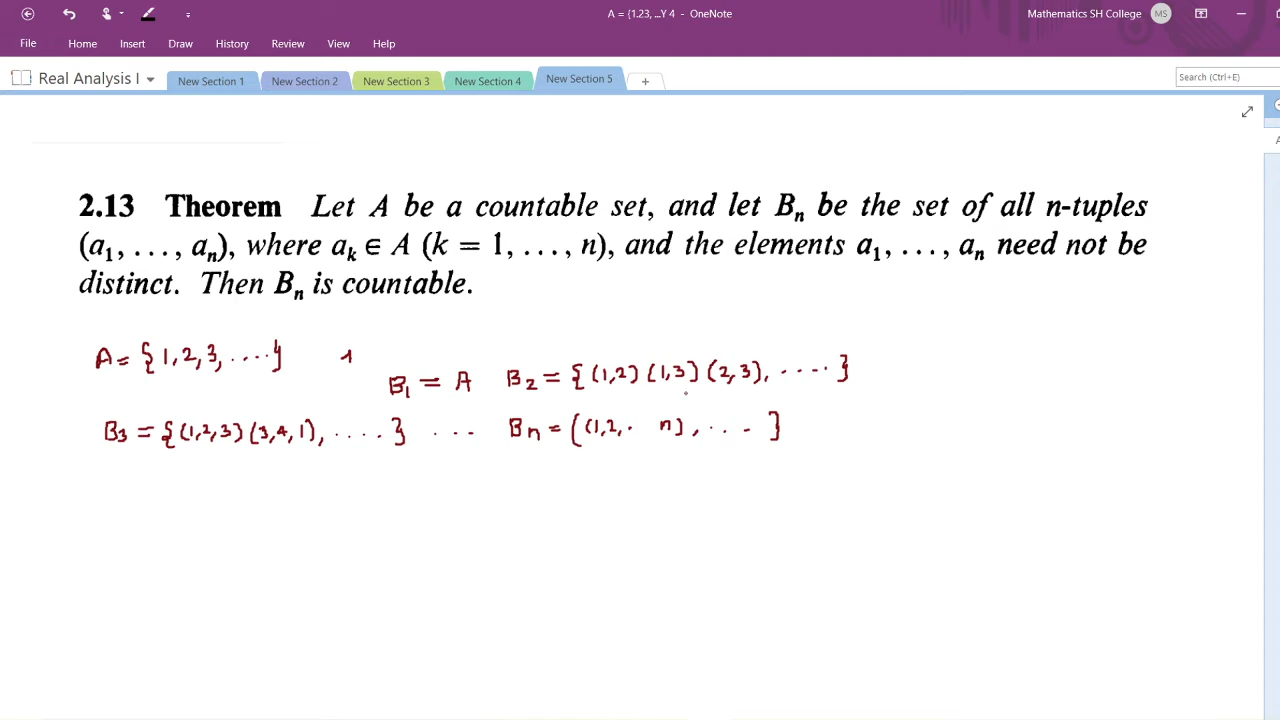 A = {1.23, ...Y 4 - OneNote
Mathematics SH College MS
File Home Insert Draw History Review View Help
Real Analysis I New Section 1 New Section 2 New Section 3 New Section 4 New Section 5 + Search (Ctrl+E)
2.13 Theorem Let A be a countable set, and let Bₙ be the set of all n-tuples
(a₁, . . . , aₙ), where aₖ ∈ A (k = 1, . . . , n), and the elements a₁, . . . , aₙ need not be
distinct. Then Bₙ is countable.
A = {1, 2, 3, ....}
B₁ = A B₂ = {(1,2) (1,3) (2,3), ....}
B₃ = {(1,2,3) (3,4,1), ....} ... Bₙ = {(1,2,. n), ...}